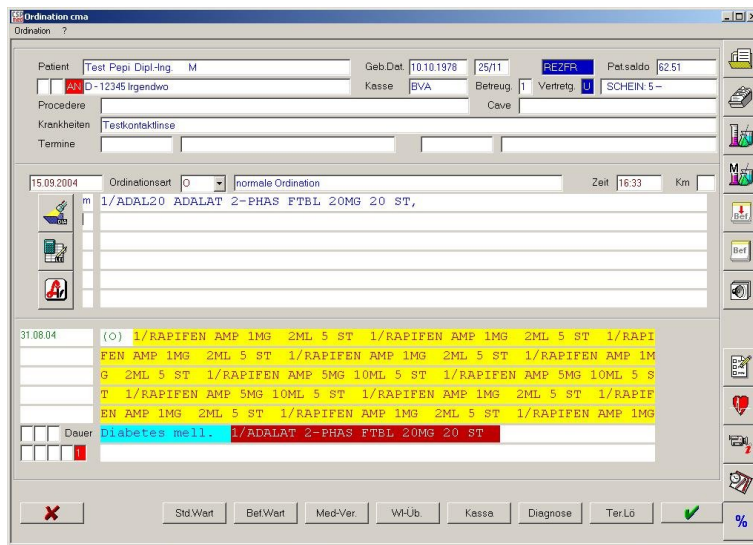 Ordination cma
Ordination ?
Patient Test Pepi Dipl.-Ing. M Geb.Dat. 10.10.1978 25/11 REZFR Pat.saldo 62.51
AN D - 12345 Irgendwo Kasse BVA Betreug. 1 Vertretg. U SCHEIN: 5 --
Procedere Cave
Krankheiten Testkontaktlinse
Termine
15.09.2004 Ordinationsart O normale Ordination Zeit 16:33 Km
m 1/ADAL20 ADALAT 2-PHAS FTBL 20MG 20 ST,
31.08.04 (O) 1/RAPIFEN AMP 1MG 2ML 5 ST 1/RAPIFEN AMP 1MG 2ML 5 ST 1/RAPI
FEN AMP 1MG 2ML 5 ST 1/RAPIFEN AMP 1MG 2ML 5 ST 1/RAPIFEN AMP 1M
G 2ML 5 ST 1/RAPIFEN AMP 5MG 10ML 5 ST 1/RAPIFEN AMP 5MG 10ML 5 S
T 1/RAPIFEN AMP 5MG 10ML 5 ST 1/RAPIFEN AMP 1MG 2ML 5 ST 1/RAPIF
EN AMP 1MG 2ML 5 ST 1/RAPIFEN AMP 1MG 2ML 5 ST 1/RAPIFEN AMP 1MG
Dauer Diabetes mell. 1/ADALAT 2-PHAS FTBL 20MG 20 ST
1
Std.Wart Bef.Wart Med-Ver. WI-Üb. Kassa Diagnose Ter.Lö
M
Bef
Bef
%